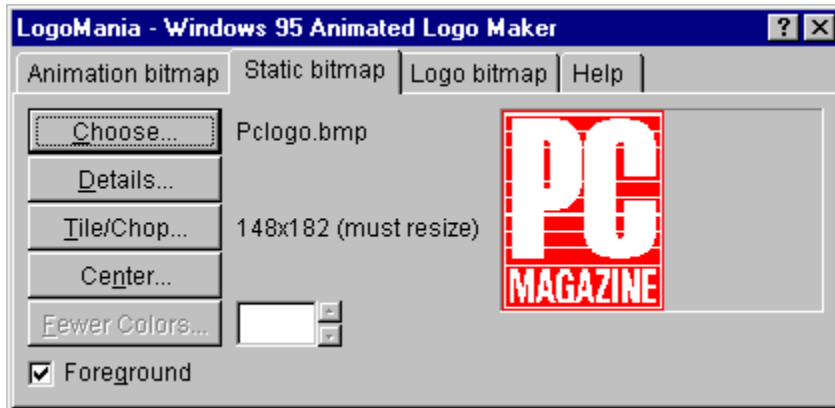 LogoMania - Windows 95 Animated Logo Maker
Animation bitmap Static bitmap Logo bitmap Help
Choose... Pclogo.bmp
Details...
Tile/Chop... 148x182 (must resize)
Center...
Fewer Colors...
Foreground
PC
MAGAZINE